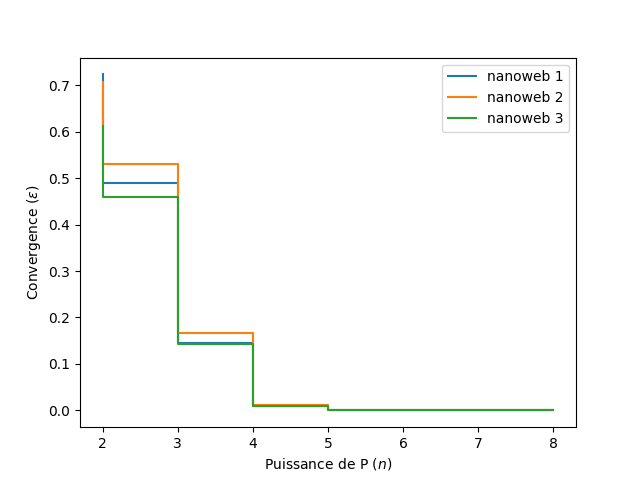 nanoweb 1
nanoweb 2
nanoweb 3
0.7
0.6
0.5
0.4
0.3
0.2
0.1
0.0
Convergence (ε)
2 3 4 5 6 7 8
Puissance de P (n)